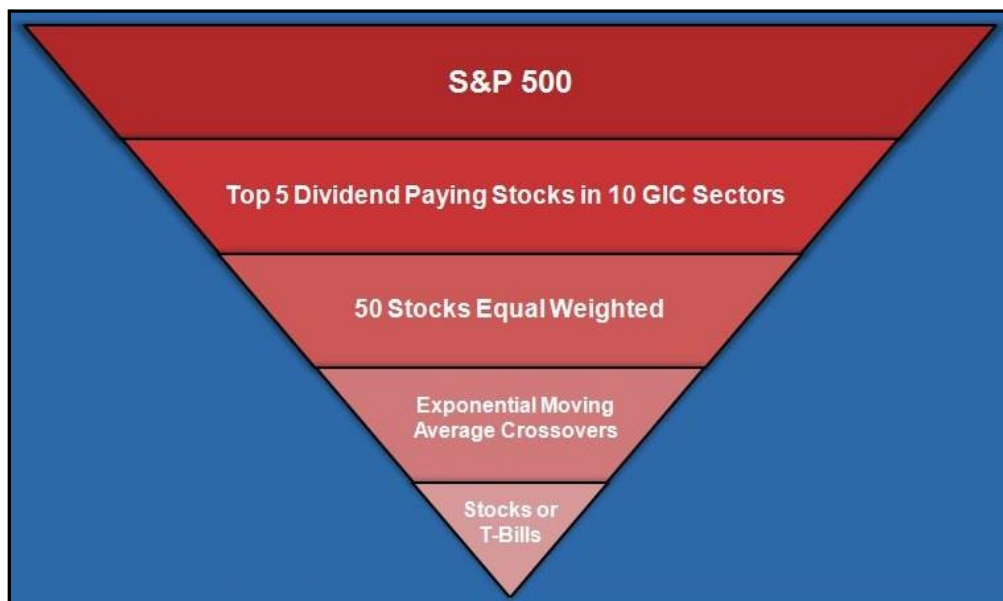 S&P 500
Top 5 Dividend Paying Stocks in 10 GIC Sectors
50 Stocks Equal Weighted
Exponential Moving
Average Crossovers
Stocks or
T-Bills